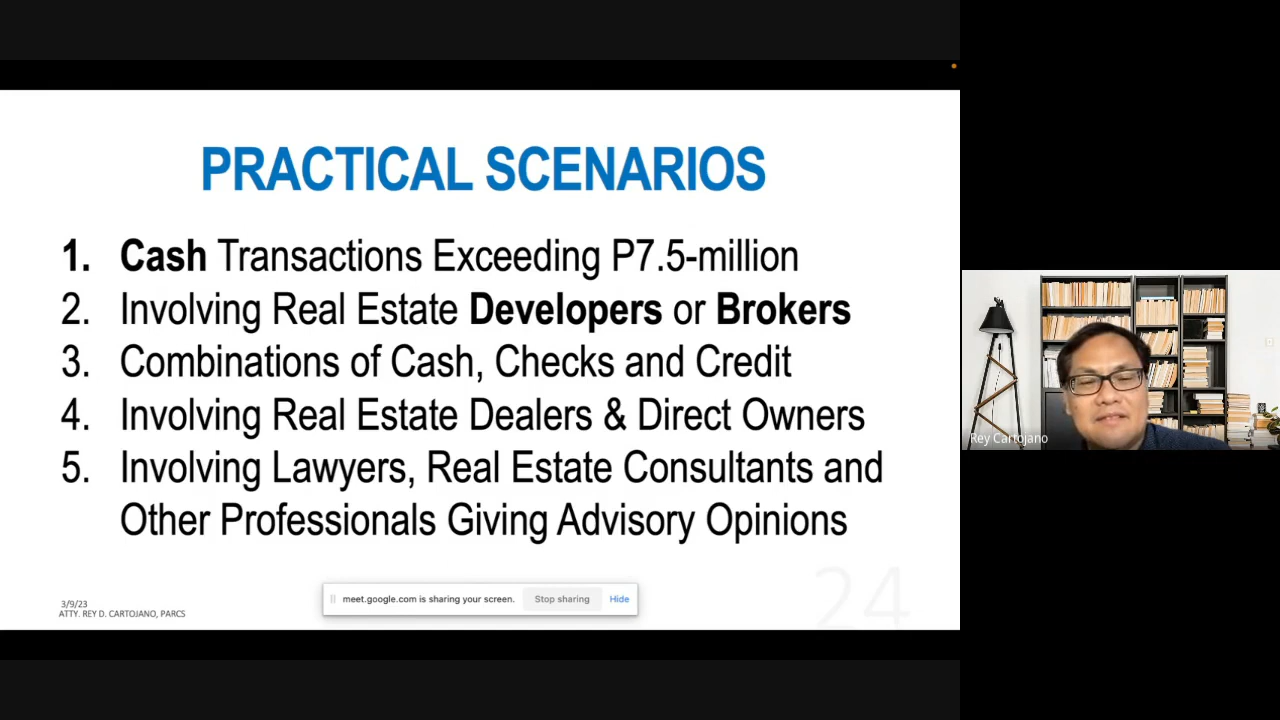 PRACTICAL SCENARIOS
1. Cash Transactions Exceeding P7.5-million
2. Involving Real Estate Developers or Brokers
3. Combinations of Cash, Checks and Credit
4. Involving Real Estate Dealers & Direct Owners
5. Involving Lawyers, Real Estate Consultants and
Other Professionals Giving Advisory Opinions
3/9/23
ATTY. REY D. CARTOJANO, PARCS
meet.google.com is sharing your screen. Stop sharing Hide
24
Rey Cartojano